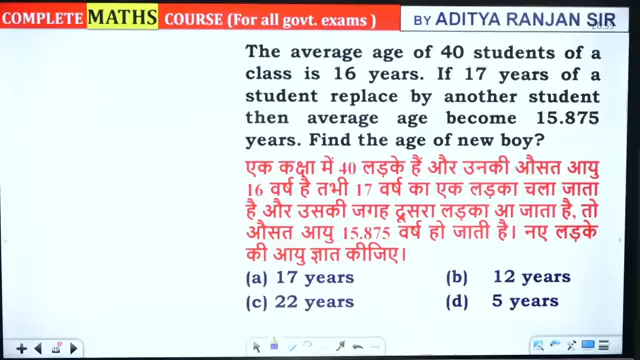 COMPLETE MATHS COURSE (For all govt. exams ) BY ADITYA RANJAN SIR
The average age of 40 students of a
class is 16 years. If 17 years of a
student replace by another student
then average age become 15.875
years. Find the age of new boy?
एक कक्षा में 40 लड़के हैं और उनकी औसत आयु
16 वर्ष है तभी 17 वर्ष का एक लड़का चला जाता
है और उसकी जगह दूसरा लड़का आ जाता है, तो
औसत आयु 15.875 वर्ष हो जाती है। नए लड़के
की आयु ज्ञात कीजिए।
(a) 17 years (b) 12 years
(c) 22 years (d) 5 years